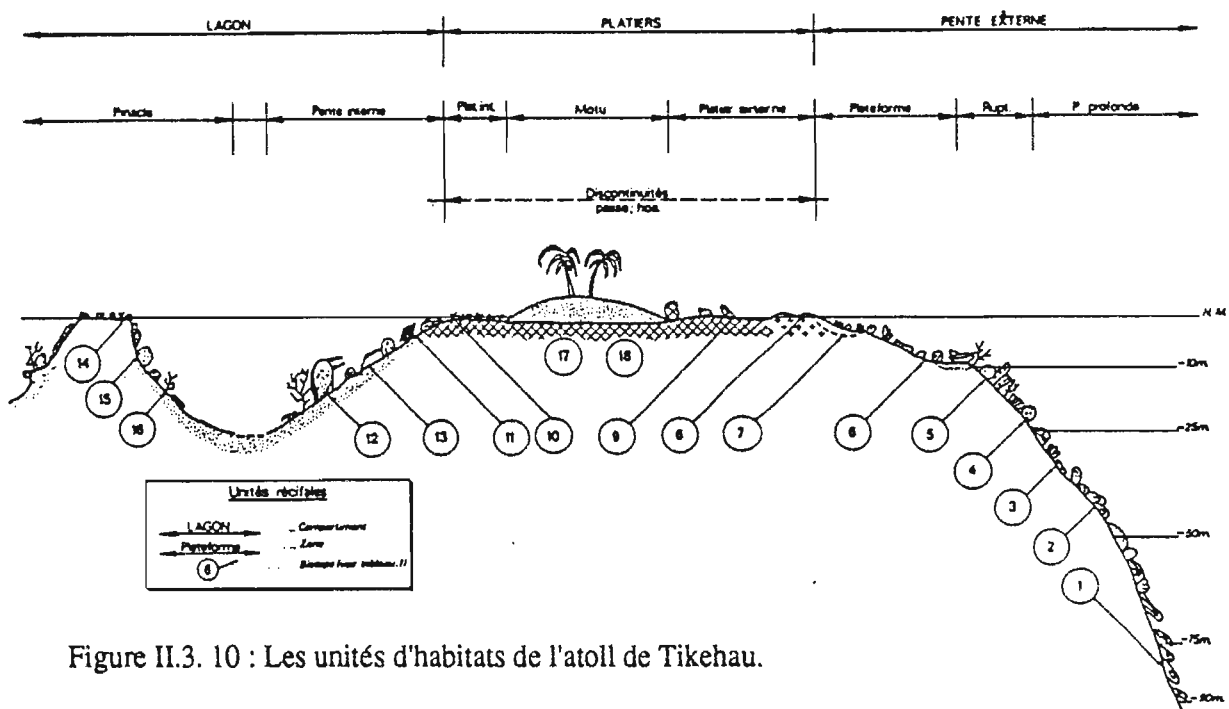 LAGON PLATIERS PENTE EXTERNE
Pinacle Pente interne Plat.int. Motu Platier externe Plateforme Rupt. P. profonde
Discontinuités
passe; hoa.
N.M.
-10m
-25m
-50m
-75m
-90m
14 15 16 12 13 11 10 17 18 9 8 7 6 5 4 3 2 1
Unités récifales
LAGON _ Compartiment
Plateforme _ Zone
6 Biotope
Figure II.3. 10 : Les unités d'habitats de l'atoll de Tikehau.